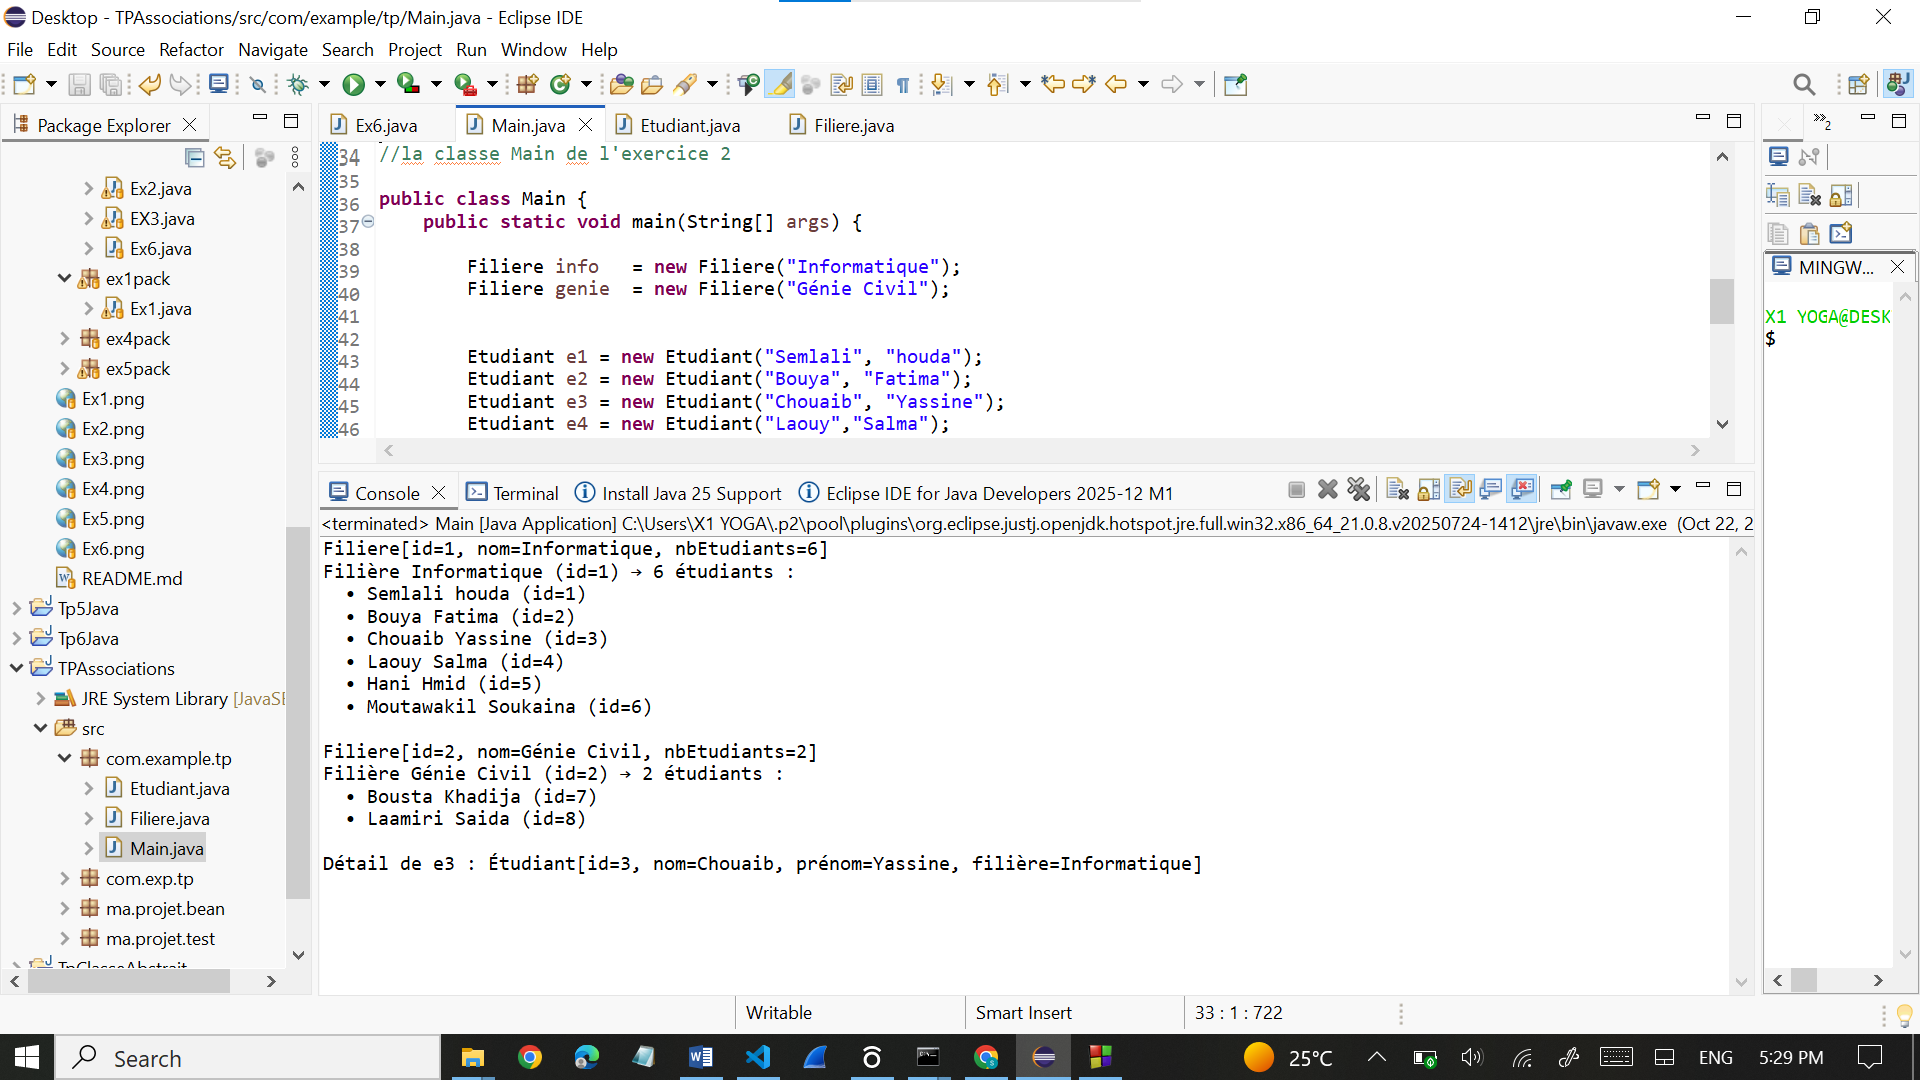 Desktop - TPAssociations/src/com/example/tp/Main.java - Eclipse IDE
File Edit Source Refactor Navigate Search Project Run Window Help
Package Explorer
Ex2.java
EX3.java
Ex6.java
ex1pack
Ex1.java
ex4pack
ex5pack
Ex1.png
Ex2.png
Ex3.png
Ex4.png
Ex5.png
Ex6.png
README.md
Tp5Java
Tp6Java
TPAssociations
JRE System Library [JavaSE
src
com.example.tp
Etudiant.java
Filiere.java
Main.java
com.exp.tp
ma.projet.bean
ma.projet.test
TpClasseAbstrait
Ex6.java Main.java Etudiant.java Filiere.java
34 //la classe Main de l'exercice 2
35
36 public class Main {
37 public static void main(String[] args) {
38
39 Filiere info = new Filiere("Informatique");
40 Filiere genie = new Filiere("Génie Civil");
41
42
43 Etudiant e1 = new Etudiant("Semlali", "houda");
44 Etudiant e2 = new Etudiant("Bouya", "Fatima");
45 Etudiant e3 = new Etudiant("Chouaib", "Yassine");
46 Etudiant e4 = new Etudiant("Laouy","Salma");
Console Terminal Install Java 25 Support Eclipse IDE for Java Developers 2025-12 M1
<terminated> Main [Java Application] C:\Users\X1 YOGA\.p2\pool\plugins\org.eclipse.justj.openjdk.hotspot.jre.full.win32.x86_64_21.0.8.v20250724-1412\jre\bin\javaw.exe (Oct 22, 2
Filiere[id=1, nom=Informatique, nbEtudiants=6]
Filière Informatique (id=1) → 6 étudiants :
• Semlali houda (id=1)
• Bouya Fatima (id=2)
• Chouaib Yassine (id=3)
• Laouy Salma (id=4)
• Hani Hmid (id=5)
• Moutawakil Soukaina (id=6)
Filiere[id=2, nom=Génie Civil, nbEtudiants=2]
Filière Génie Civil (id=2) → 2 étudiants :
• Bousta Khadija (id=7)
• Laamiri Saida (id=8)
Détail de e3 : Étudiant[id=3, nom=Chouaib, prénom=Yassine, filière=Informatique]
»2
MINGW...
X1 YOGA@DESK
$
Writable Smart Insert 33 : 1 : 722
Search 25°C ENG 5:29 PM